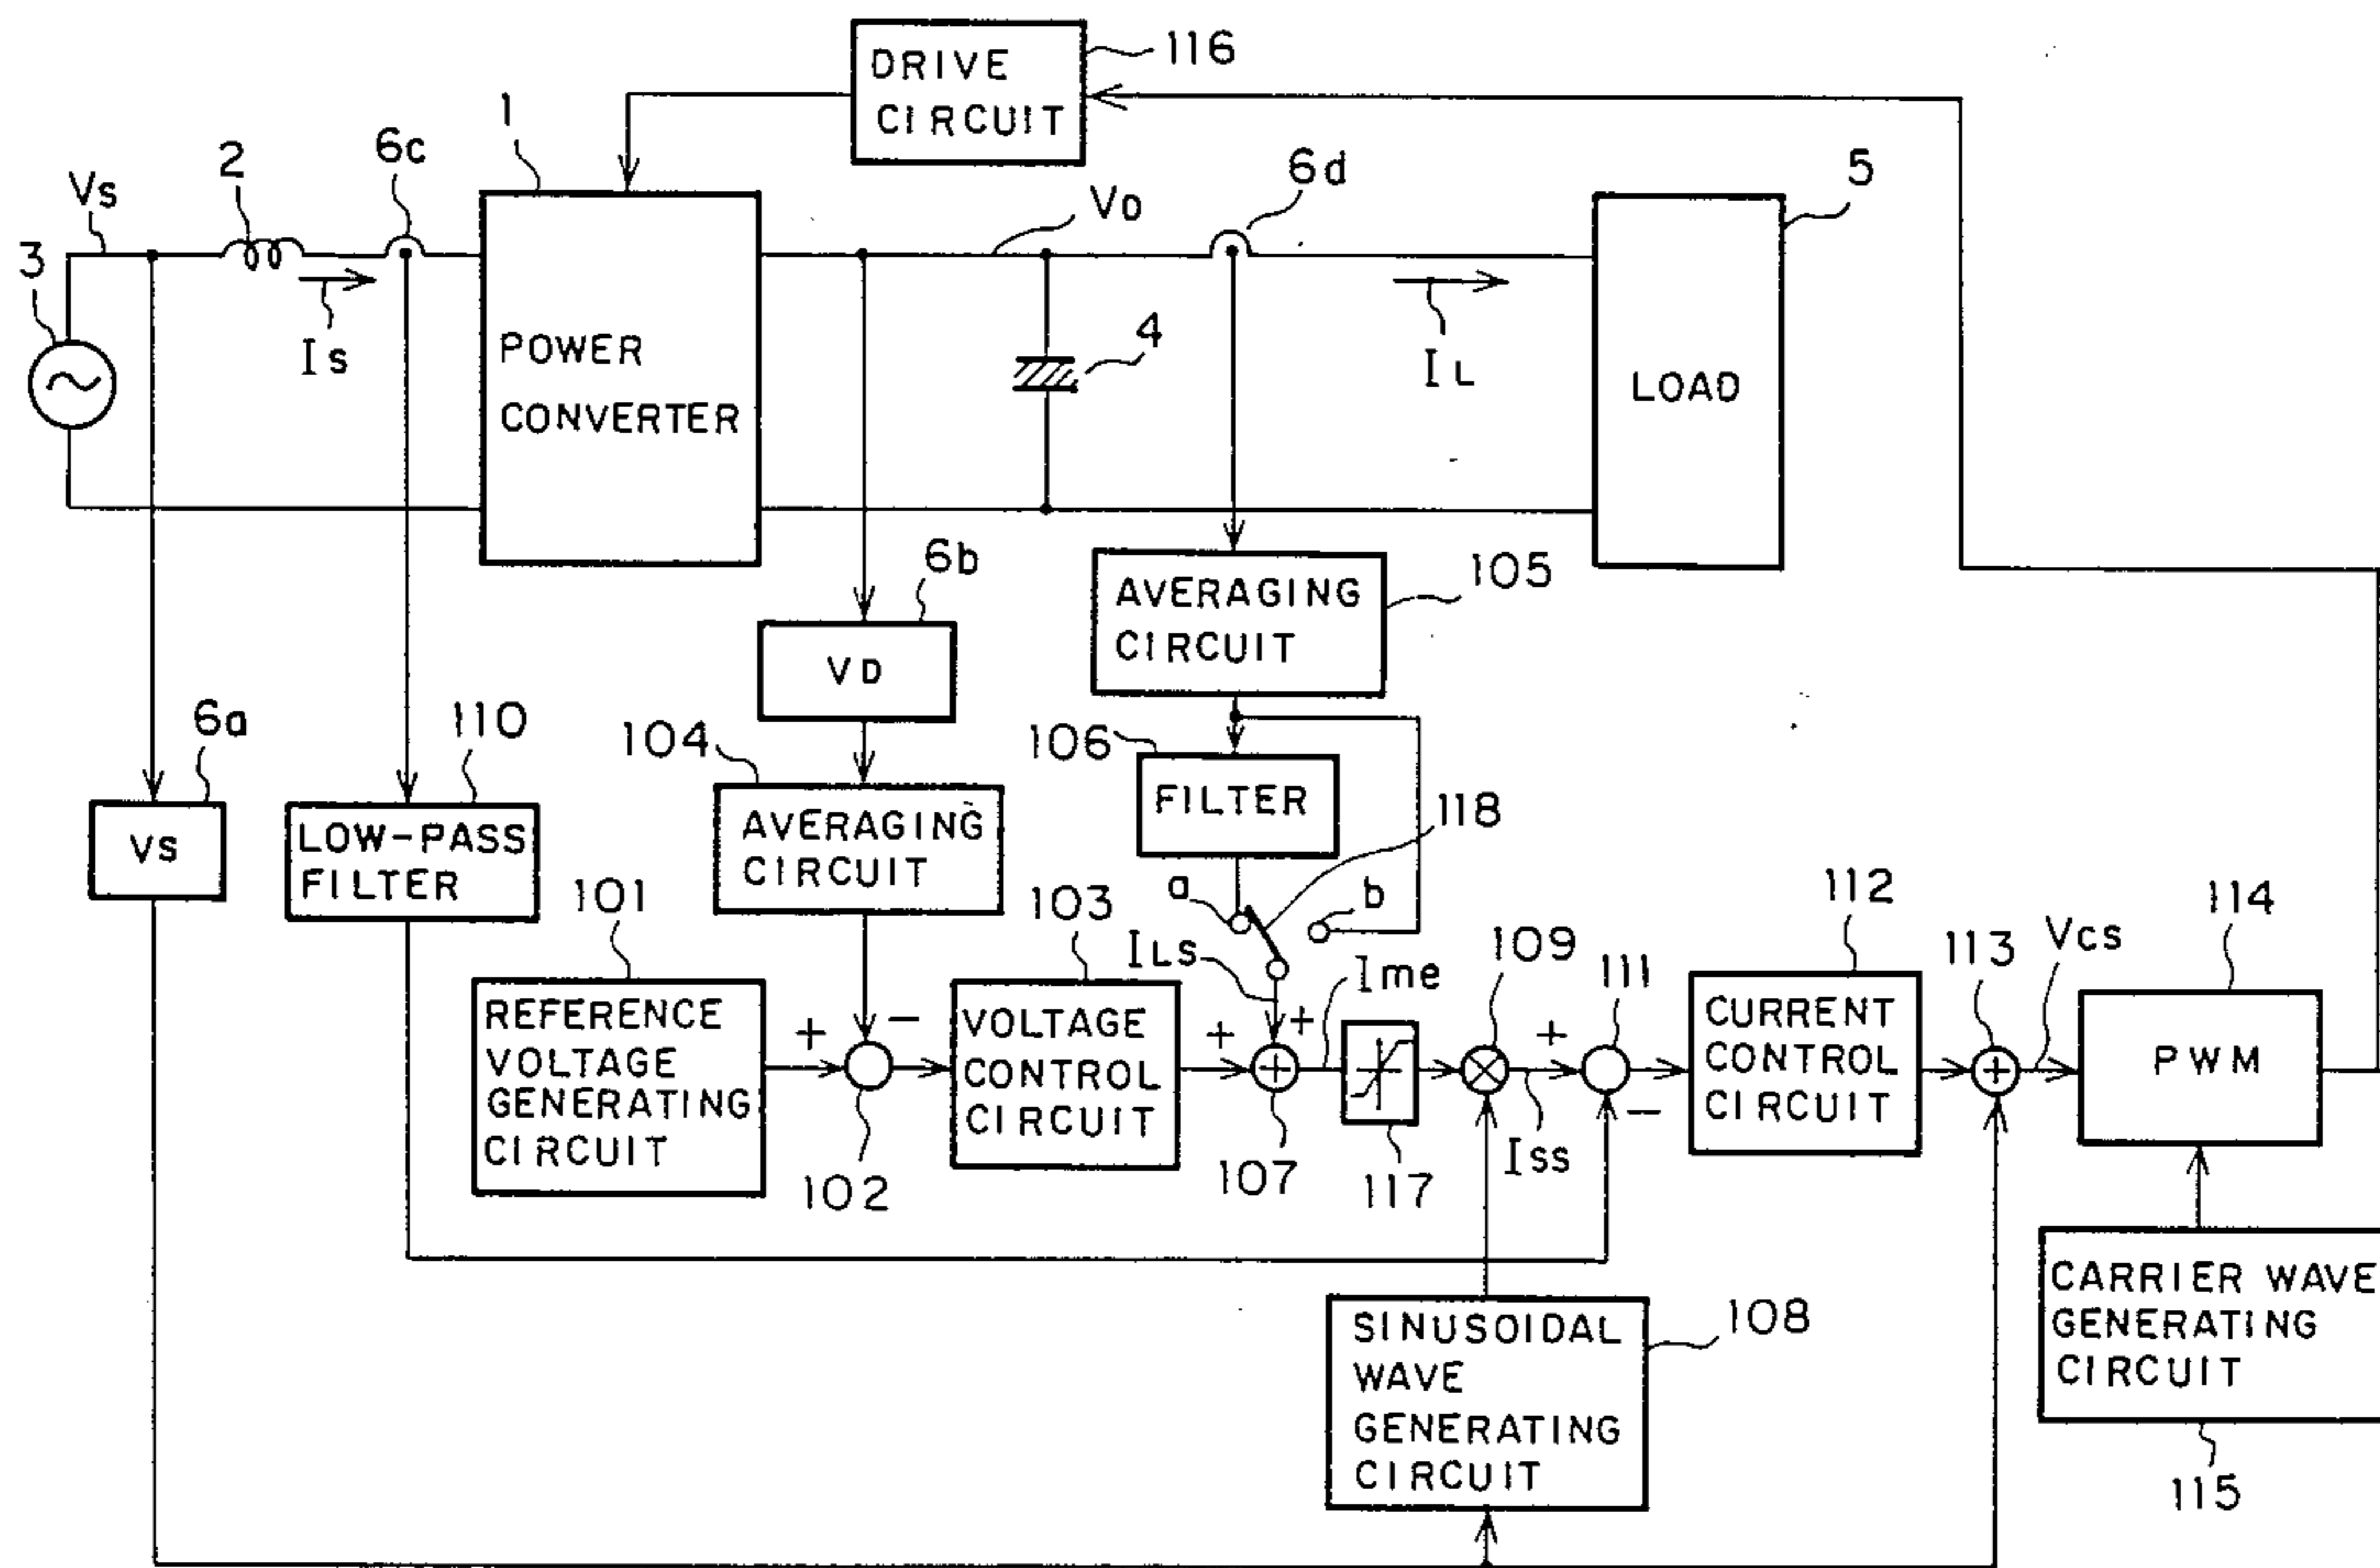 DRIVE
CIRCUIT
116
1
6c
2
Vs
6d
5
VD
3
Is
POWER
CONVERTER
4
IL
LOAD
6b
105
AVERAGING
CIRCUIT
VD
6a
110
104
106
FILTER
118
VS
LOW-PASS
FILTER
AVERAGING
CIRCUIT
101
103
a
b
112
114
ILS
Ime
109
111
113
Vcs
REFERENCE
VOLTAGE
GENERATING
CIRCUIT
+
−
VOLTAGE
CONTROL
CIRCUIT
+
+
+
−
CURRENT
CONTROL
CIRCUIT
PWM
102
107
117
Iss
SINUSOIDAL
WAVE
GENERATING
CIRCUIT
108
CARRIER WAVE
GENERATING
CIRCUIT
115